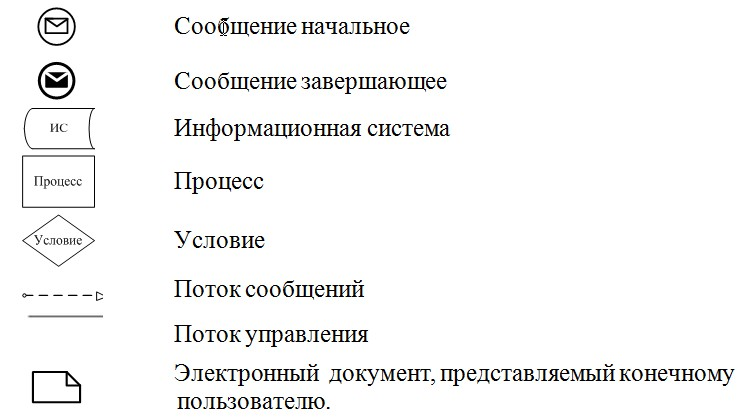 Сообщение начальное
Сообщение завершающее
ИС Информационная система
Процесс Процесс
Условие Условие
Поток сообщений
Поток управления
Электронный документ, представляемый конечному
пользователю.